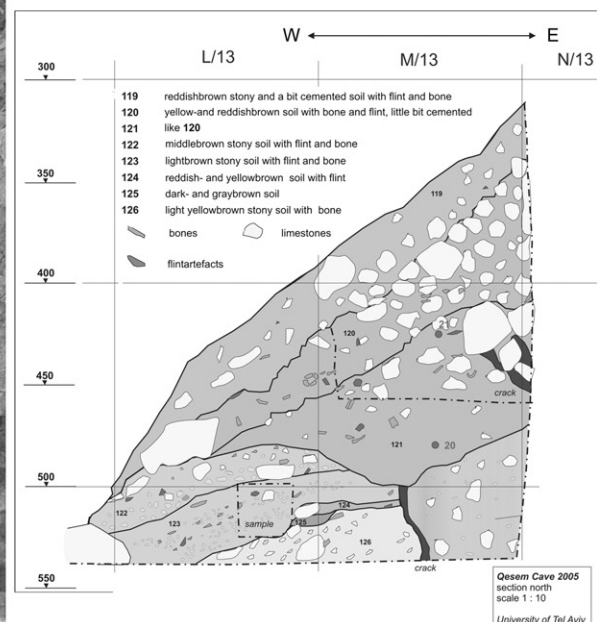 W E
L/13 M/13 N/13
300
119 reddishbrown stony and a bit cemented soil with flint and bone
120 yellow-and reddishbrown soil with bone and flint, little bit cemented
121 like 120
122 middlebrown stony soil with flint and bone
123 lightbrown stony soil with flint and bone
124 reddish- and yellowbrown soil with flint
125 dark- and graybrown soil
126 light yellowbrown stony soil with bone
bones limestones
flintartefacts
350
119
400
120
21
450
crack
121
20
500
122
123
sample
124
125
126
crack
550
Qesem Cave 2005
section north
scale 1 : 10
University of Tel Aviv